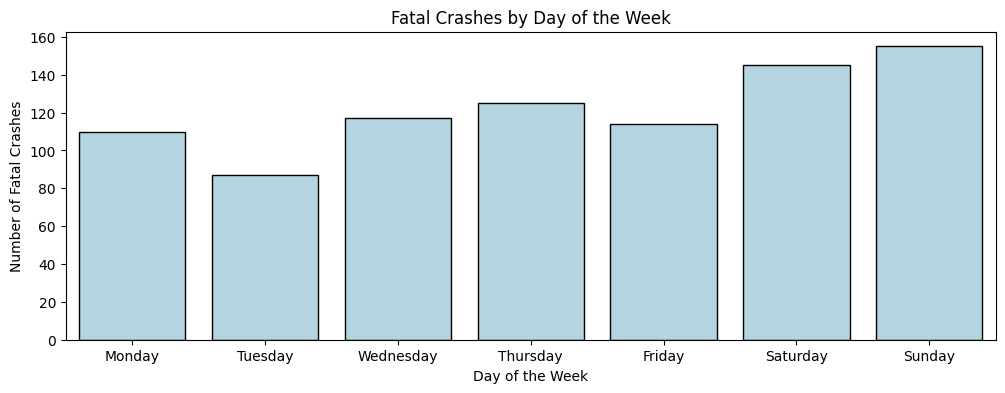 Fatal Crashes by Day of the Week
160
140
120
100
80
60
40
20
0
Number of Fatal Crashes
Monday Tuesday Wednesday Thursday Friday Saturday Sunday
Day of the Week